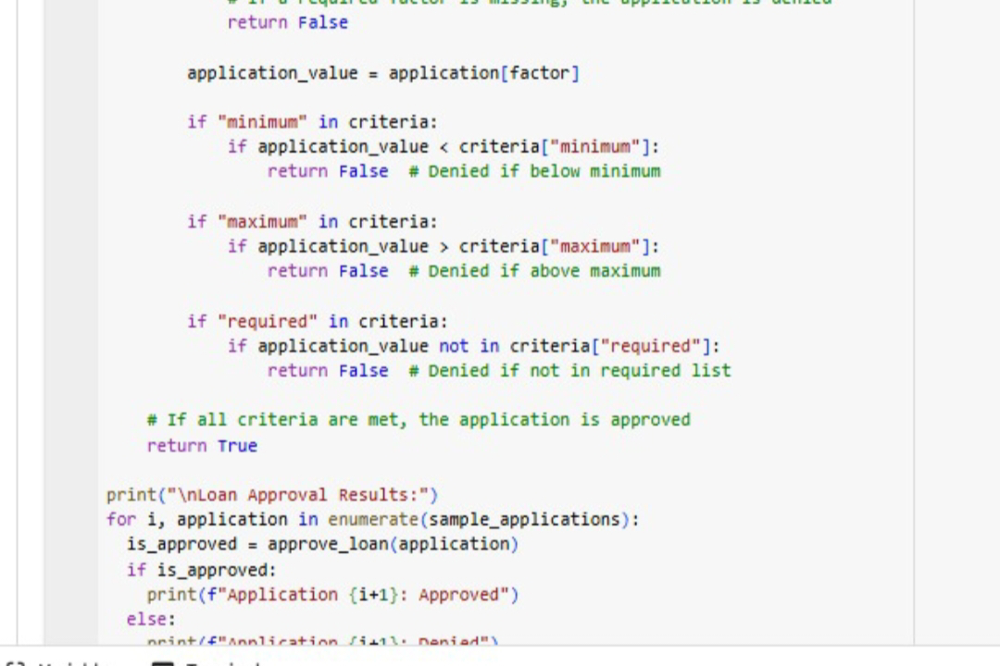 # If a required factor is missing, the application is denied
return False
application_value = application[factor]
if "minimum" in criteria:
if application_value < criteria["minimum"]:
return False  # Denied if below minimum
if "maximum" in criteria:
if application_value > criteria["maximum"]:
return False  # Denied if above maximum
if "required" in criteria:
if application_value not in criteria["required"]:
return False  # Denied if not in required list
# If all criteria are met, the application is approved
return True
print("\nLoan Approval Results:")
for i, application in enumerate(sample_applications):
is_approved = approve_loan(application)
if is_approved:
print(f"Application {i+1}: Approved")
else:
print(f"Application {i+1}: Denied")